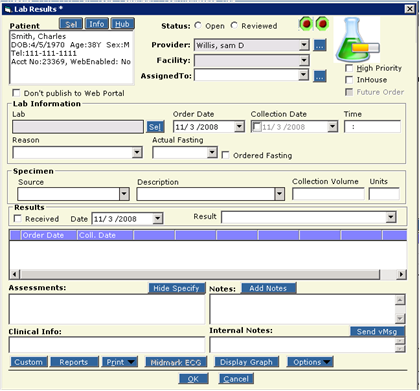 Lab Results *
Patient Sel Info Hub
Smith, Charles
DOB:4/5/1970 Age:38Y Sex:M
Tel:111-111-1111
Acct No:23369, WebEnabled: No
Don't publish to Web Portal
Status: Open Reviewed
Provider: Willis, sam D ...
Facility:
AssignedTo: ...
High Priority
InHouse
Future Order
Lab Information
Lab Order Date Collection Date Time
Sel 11/ 3 /2008 11/ 3 /2008 :
Reason Actual Fasting
Ordered Fasting
Specimen
Source Description Collection Volume Units
Results
Received Date 11/ 3 /2008 Result
Order Date Coll. Date
Assessments: Hide Specify Notes: Add Notes
Clinical Info: Internal Notes: Send vMsg
Custom Reports Print Midmark ECG Display Graph Options
OK Cancel